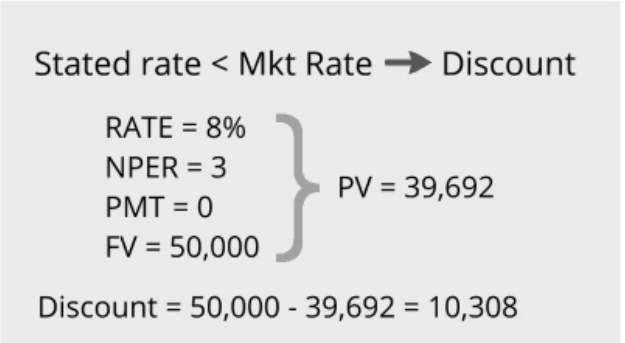 Stated rate < Mkt Rate → Discount
RATE = 8%
NPER = 3
PMT = 0
FV = 50,000
PV = 39,692
Discount = 50,000 - 39,692 = 10,308